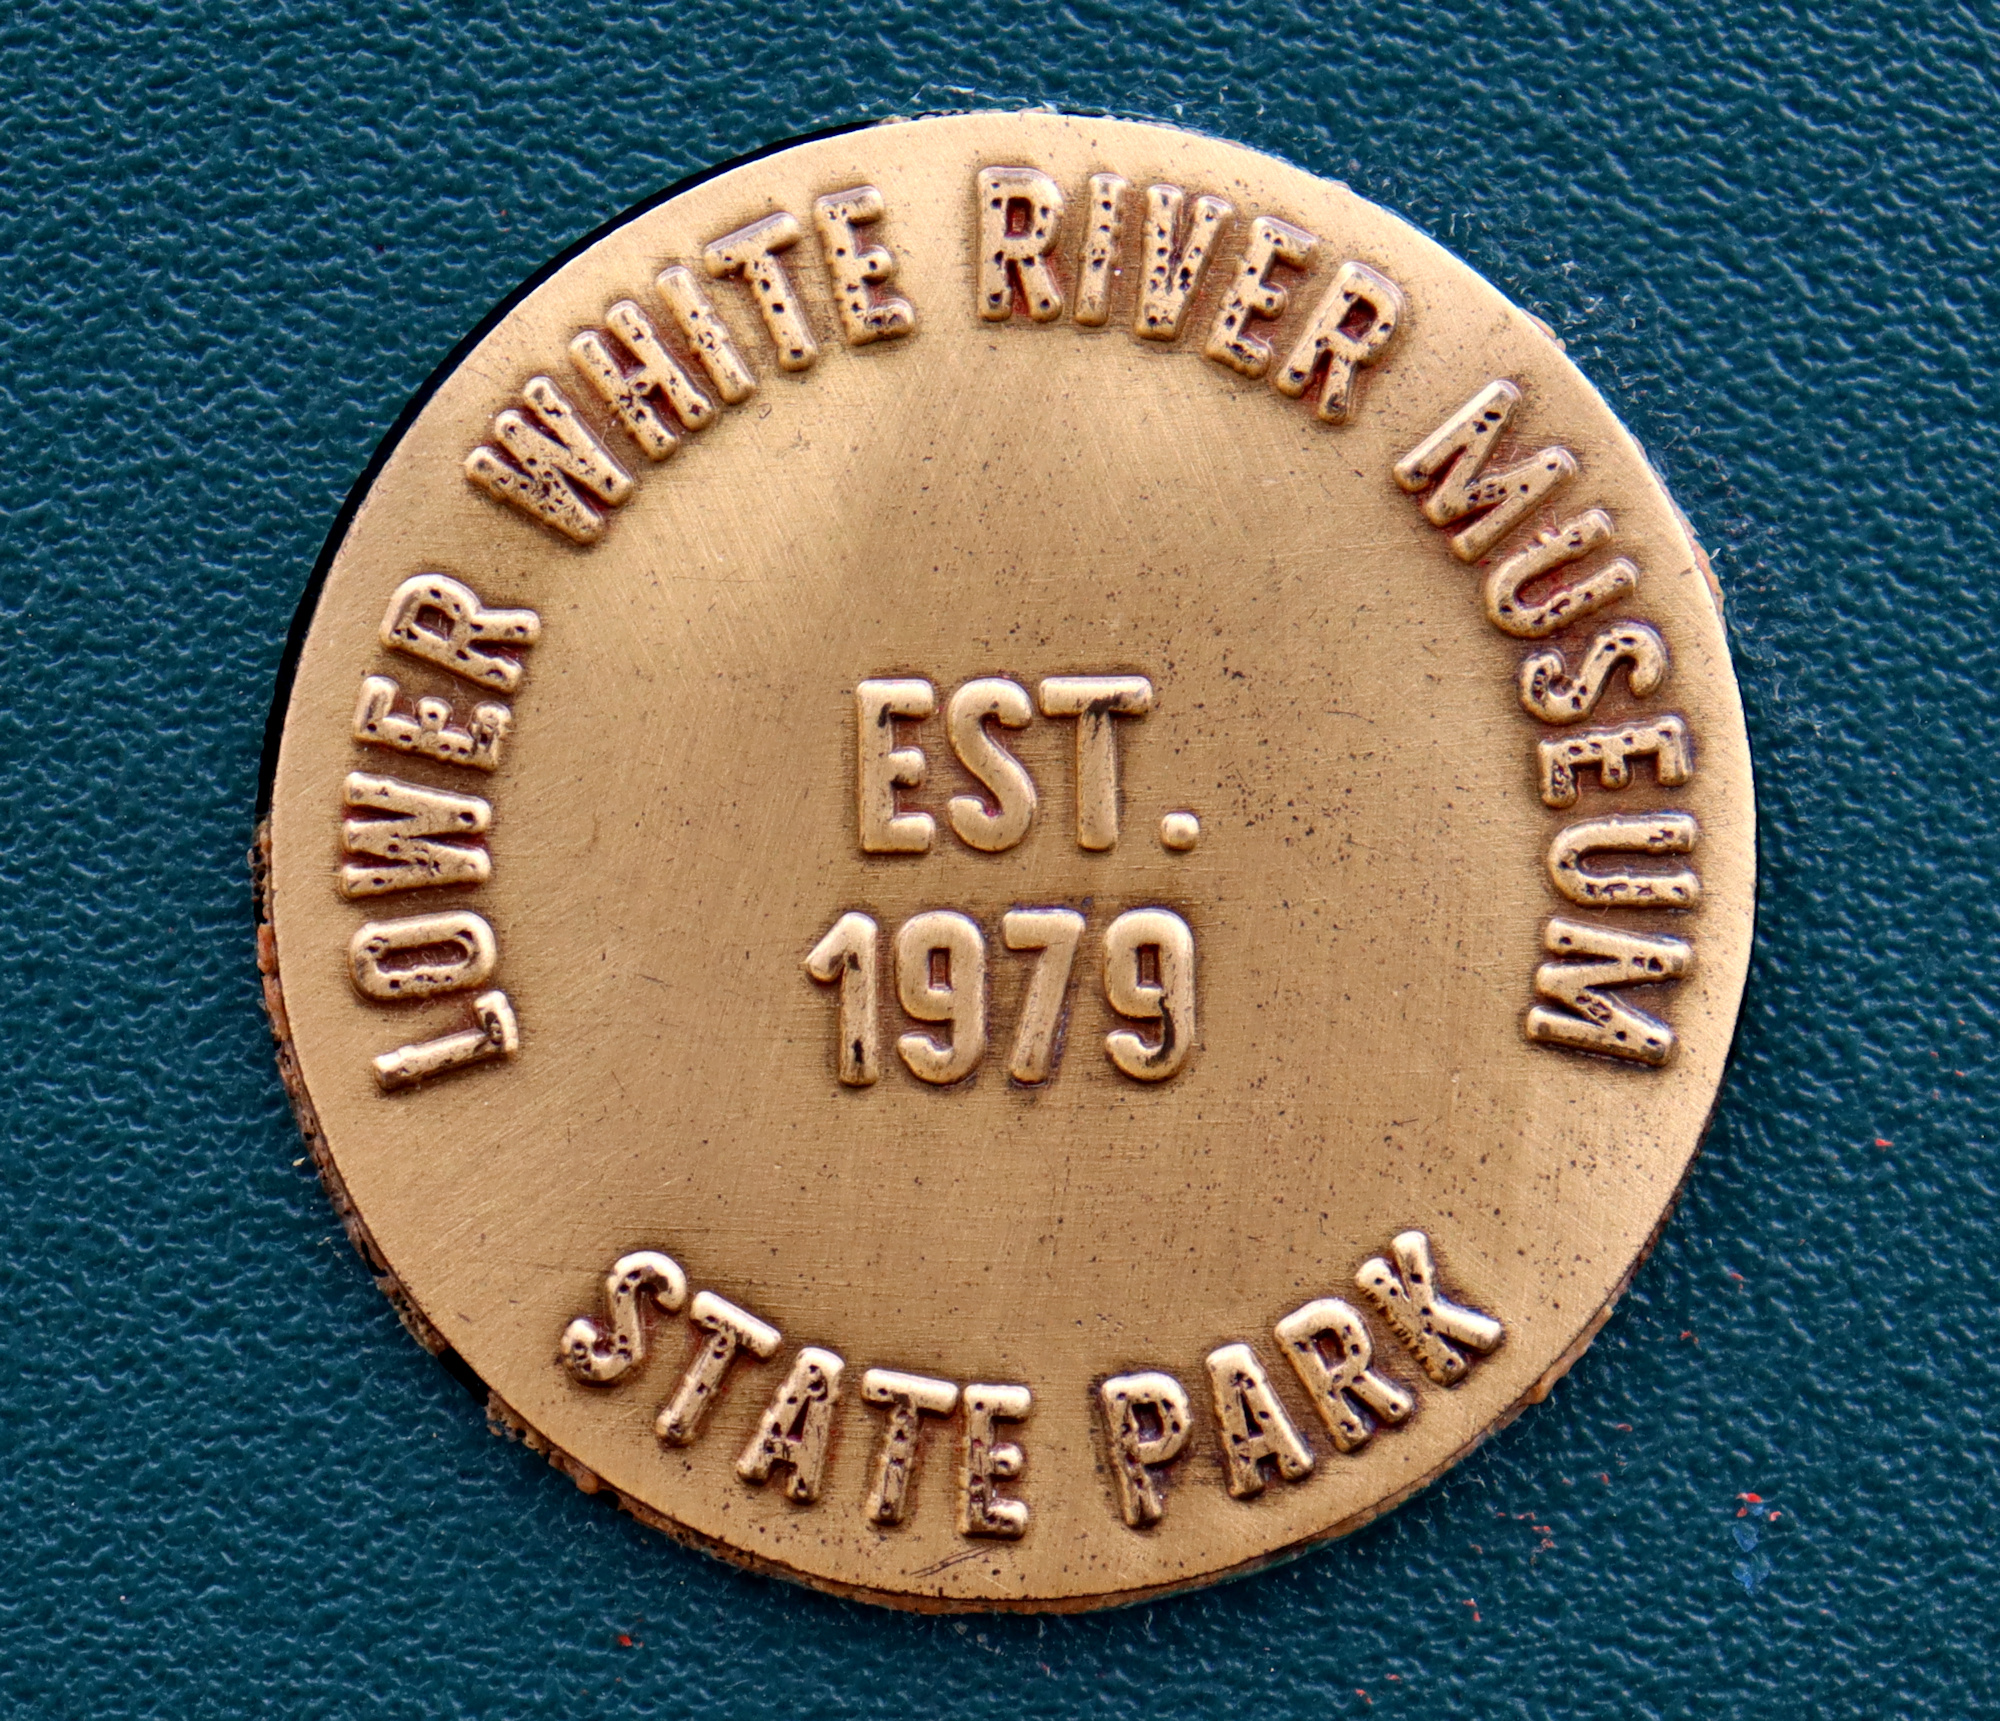 LOWER WHITE RIVER MUSEUM
EST.
1979
STATE PARK